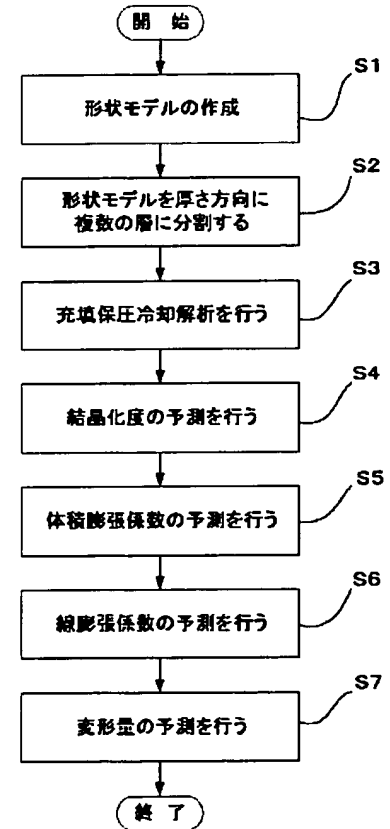 開 始
S1
形状モデルの作成
S2
形状モデルを厚さ方向に
複数の層に分割する
S3
充填保圧冷却解析を行う
S4
結晶化度の予測を行う
S5
体積膨張係数の予測を行う
S6
線膨張係数の予測を行う
S7
変形量の予測を行う
終 了